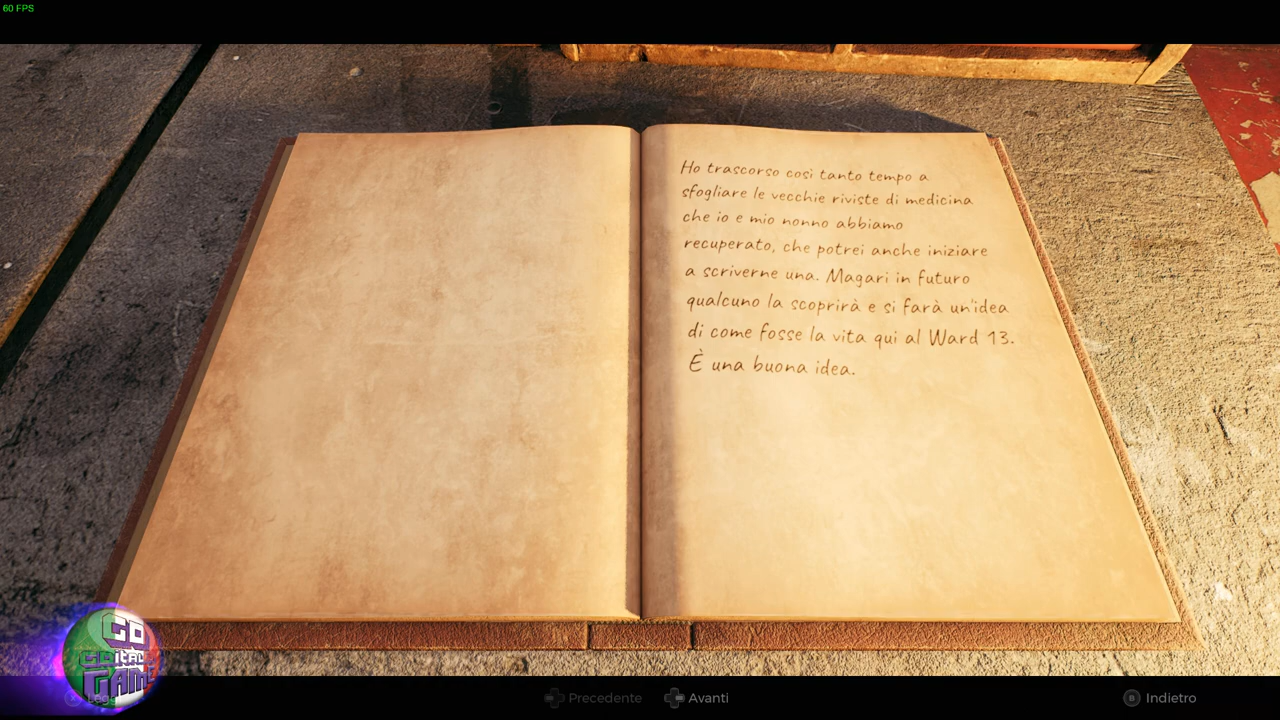 60 FPS
Ho trascorso così tanto tempo a
sfogliare le vecchie riviste di medicina
che io e mio nonno abbiamo
recuperato, che potrei anche iniziare
a scriverne una. Magari in futuro
qualcuno la scoprirà e si farà un'idea
di come fosse la vita qui al Ward 13.
È una buona idea.
GO
GAME
Precedente
Avanti
B Indietro